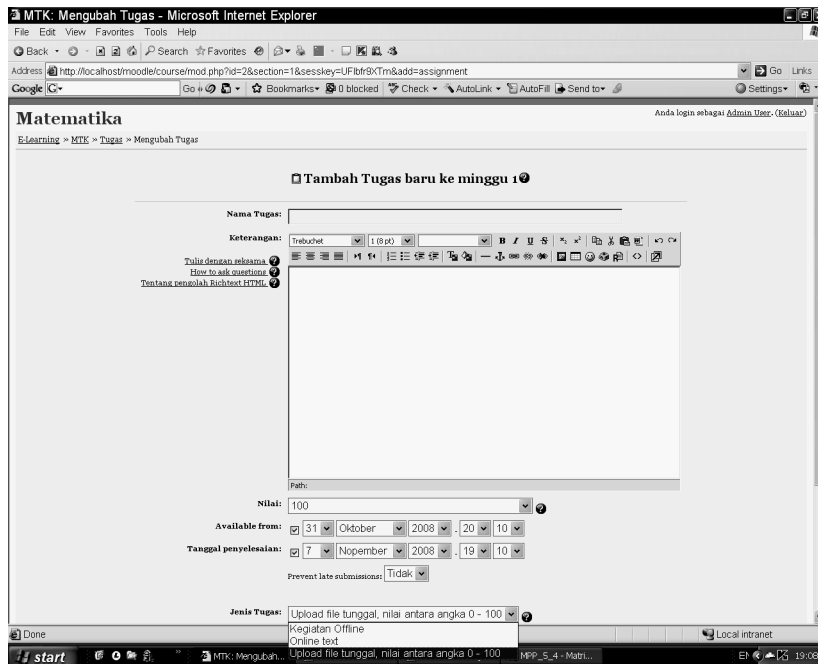 MTK: Mengubah Tugas - Microsoft Internet Explorer
File Edit View Favorites Tools Help
Back Search Favorites
Address http://localhost/moodle/course/mod.php?id=2&section=1&sesskey=UFIbfr9XTm&add=assignment Go Links
Google G Go Bookmarks 0 blocked Check AutoLink AutoFill Send to Settings
Matematika Anda login sebagai Admin User. (Keluar)
E-Learning » MTK » Tugas » Mengubah Tugas
Tambah Tugas baru ke minggu 1
Nama Tugas:
Keterangan: Trebuchet 1 (8 pt) B I U S
Tulis dengan seksama
How to ask questions
Tentang pengolah Richtext HTML
Path:
Nilai: 100
Available from: 31 Oktober 2008 . 20 10
Tanggal penyelesaian: 7 Nopember 2008 . 19 10
Prevent late submissions: Tidak
Jenis Tugas: Upload file tunggal, nilai antara angka 0 - 100
Kegiatan Offline
Online text
Upload file tunggal, nilai antara angka 0 - 100
Done Local intranet
start MTK: Mengubah... MPP_5_4 - Matri... EN 19:08